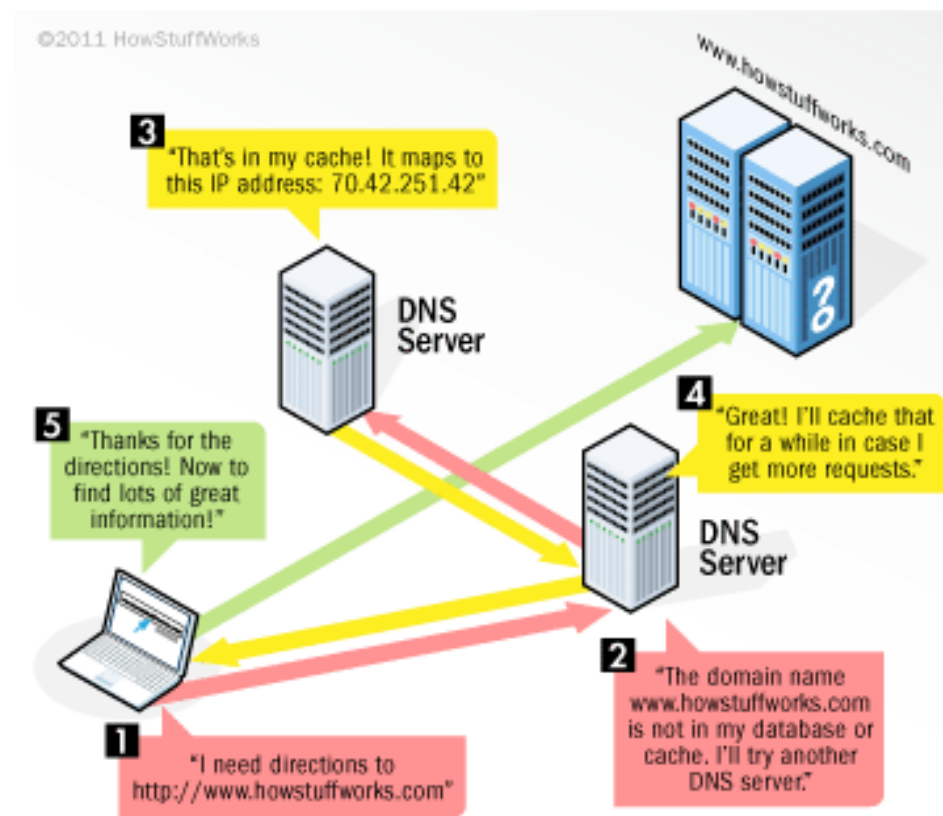 ©2011 HowStuffWorks
www.howstuffworks.com
3
"That's in my cache! It maps to
this IP address: 70.42.251.42"
DNS
Server
4
"Great! I'll cache that
for a while in case I
get more requests."
5
"Thanks for the
directions! Now to
find lots of great
information!"
DNS
Server
2
"The domain name
www.howstuffworks.com
is not in my database or
cache. I'll try another
DNS server."
1
"I need directions to
http://www.howstuffworks.com"